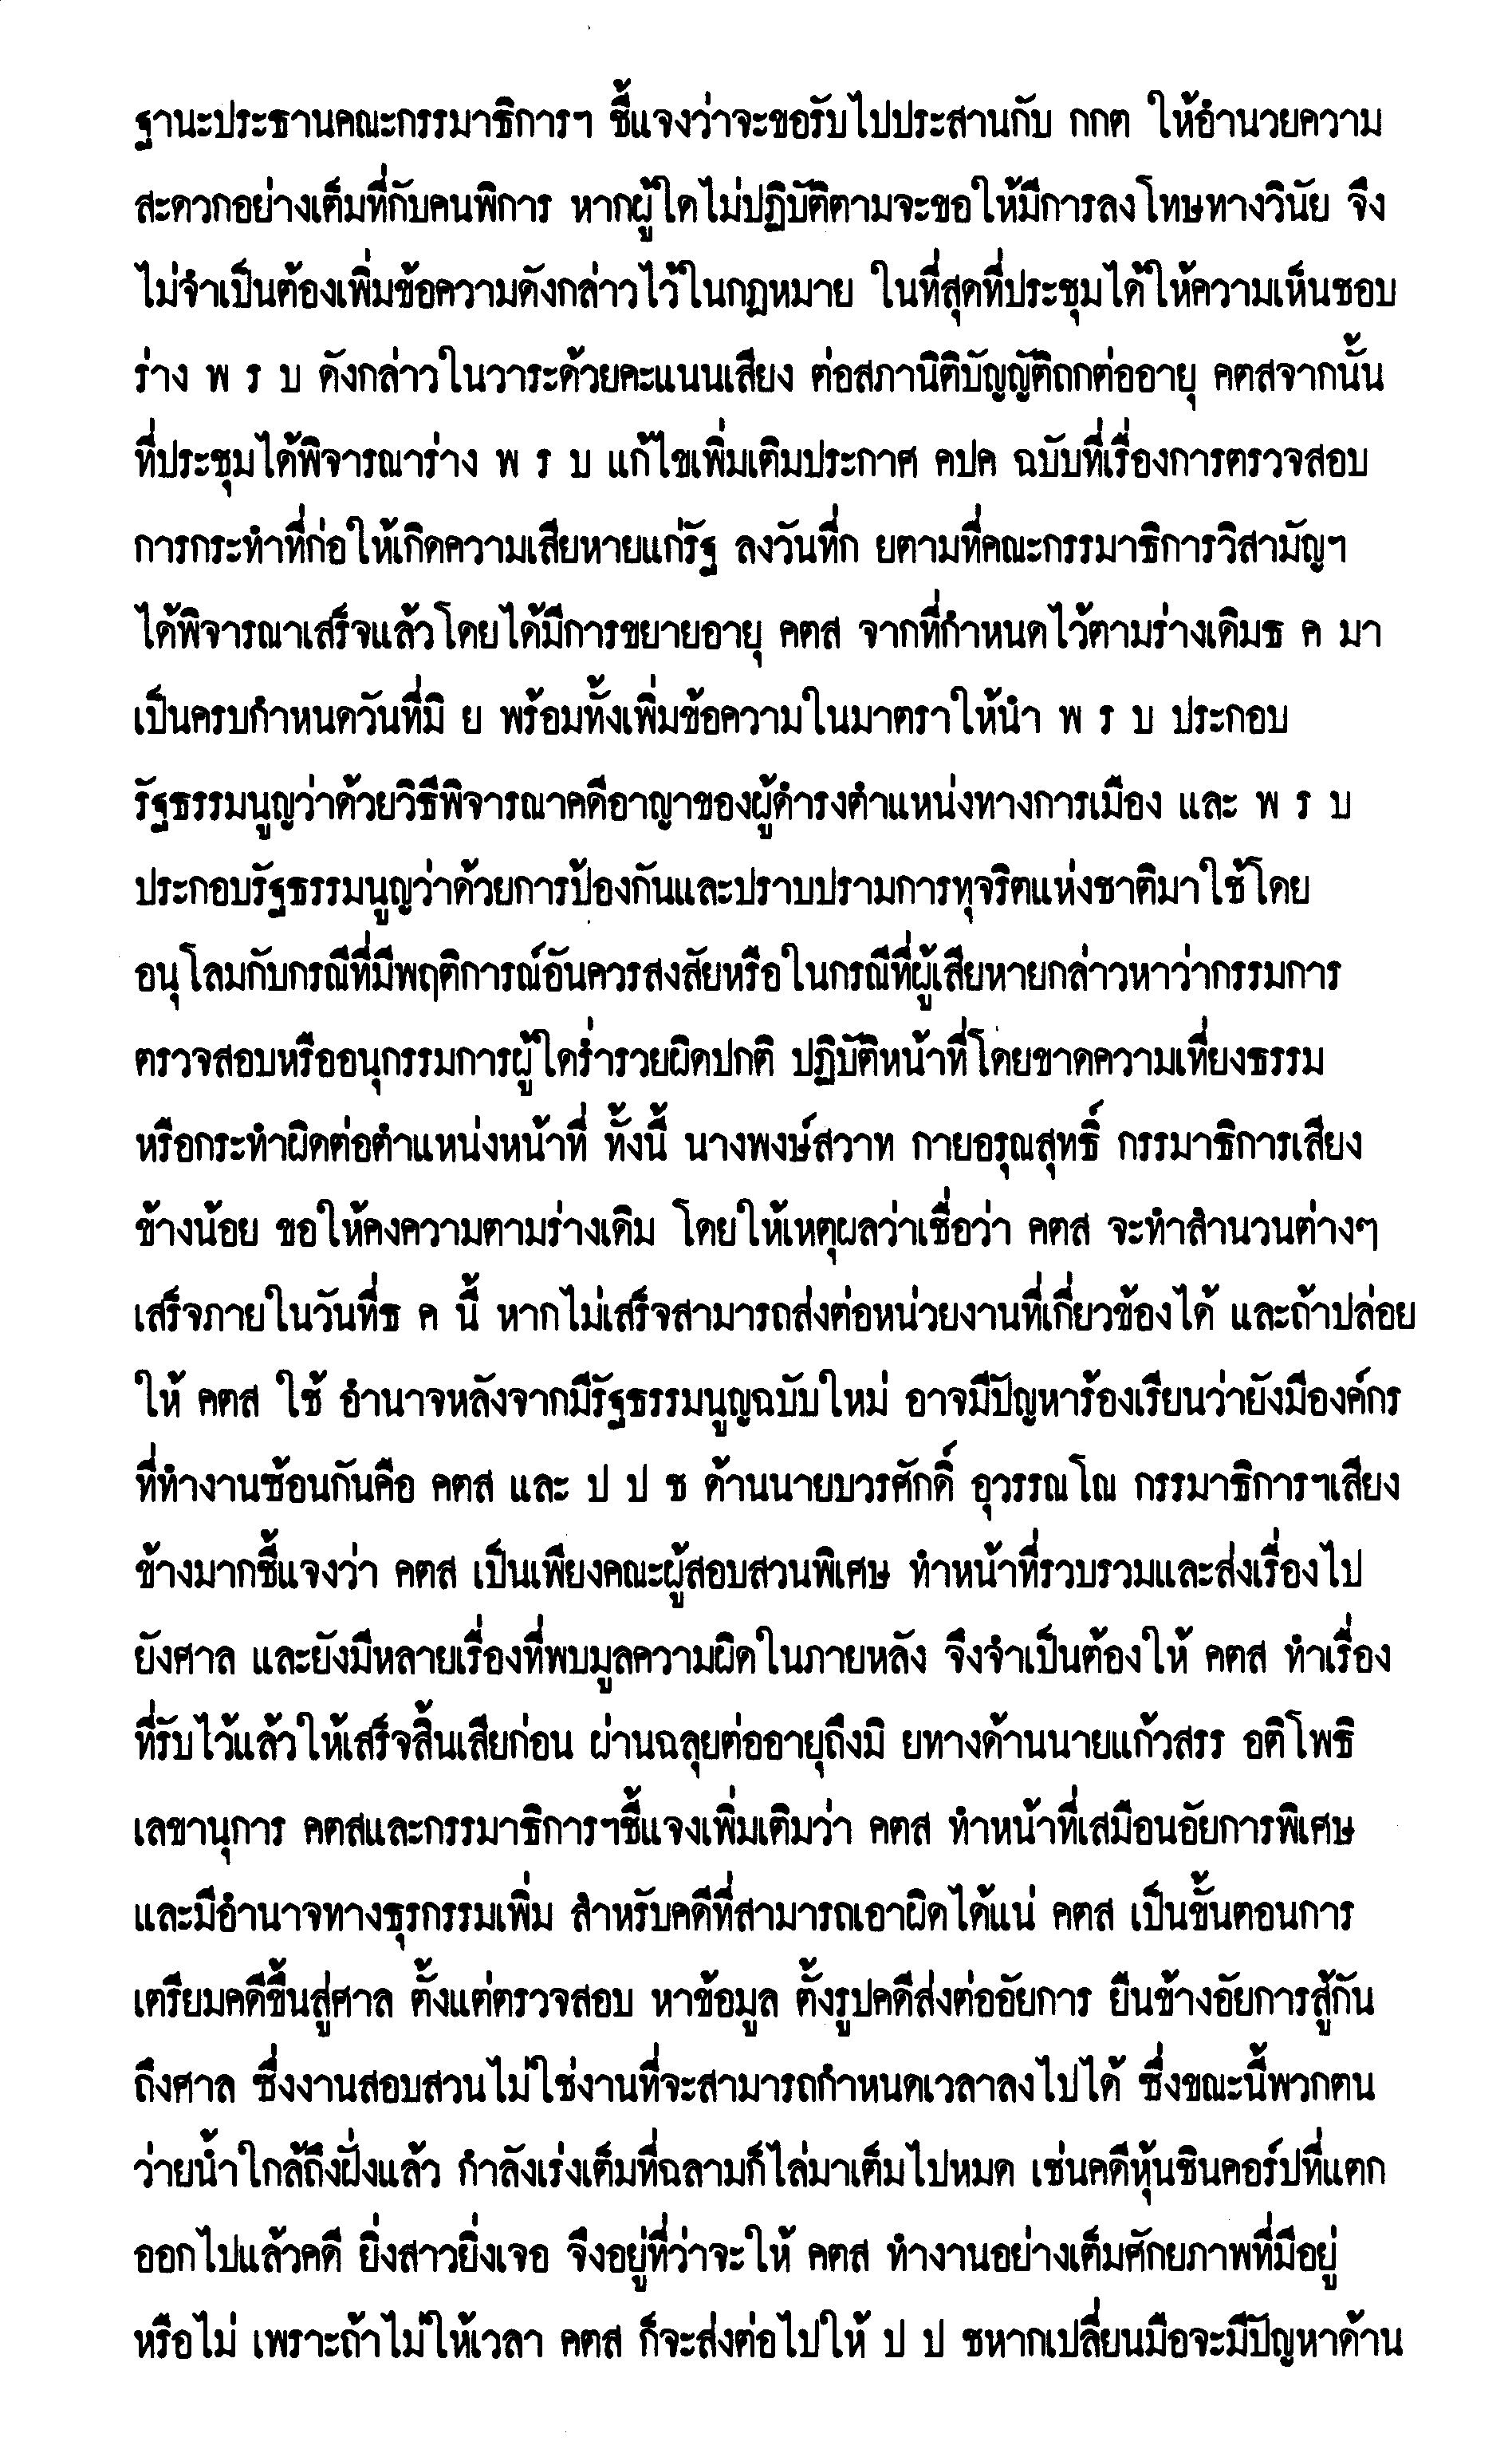 ฐานะประธานคณะกรรมาธิการฯ ชี้แจงว่าจะขอรับไปประสานกับ กกต ให้อำนวยความ
สะดวกอย่างเต็มที่กับคนพิการ หากผู้ใดไม่ปฏิบัติตามจะขอให้มีการลงโทษทางวินัย จึง
ไม่จำเป็นต้องเพิ่มข้อความดังกล่าวไว้ในกฎหมาย ในที่สุดที่ประชุมได้ให้ความเห็นชอบ
ร่าง พ ร บ ดังกล่าวในวาระด้วยคะแนนเสียง ต่อสภานิติบัญญัติถกต่ออายุ คตสจากนั้น
ที่ประชุมได้พิจารณาร่าง พ ร บ แก้ไขเพิ่มเติมประกาศ คปค ฉบับที่เรื่องการตรวจสอบ
การกระทำที่ก่อให้เกิดความเสียหายแก่รัฐ ลงวันที่ก ยตามที่คณะกรรมาธิการวิสามัญฯ
ได้พิจารณาเสร็จแล้วโดยได้มีการขยายอายุ คตส จากที่กำหนดไว้ตามร่างเดิมธ ค มา
เป็นครบกำหนดวันที่มิ ย พร้อมทั้งเพิ่มข้อความในมาตราให้นำ พ ร บ ประกอบ
รัฐธรรมนูญว่าด้วยวิธีพิจารณาคดีอาญาของผู้ดำรงตำแหน่งทางการเมือง และ พ ร บ
ประกอบรัฐธรรมนูญว่าด้วยการป้องกันและปราบปรามการทุจริตแห่งชาติมาใช้โดย
อนุโลมกับกรณีที่มีพฤติการณ์อันควรสงสัยหรือในกรณีที่ผู้เสียหายกล่าวหาว่ากรรมการ
ตรวจสอบหรืออนุกรรมการผู้ใดร่ำรวยผิดปกติ ปฏิบัติหน้าที่โดยขาดความเที่ยงธรรม
หรือกระทำผิดต่อตำแหน่งหน้าที่ ทั้งนี้ นางพงษ์สวาท กายอรุณสุทธิ์ กรรมาธิการเสียง
ข้างน้อย ขอให้คงความตามร่างเดิม โดยให้เหตุผลว่าเชื่อว่า คตส จะทำสำนวนต่างๆ
เสร็จภายในวันที่ธ ค นี้ หากไม่เสร็จสามารถส่งต่อหน่วยงานที่เกี่ยวข้องได้ และถ้าปล่อย
ให้ คตส ใช้ อำนาจหลังจากมีรัฐธรรมนูญฉบับใหม่ อาจมีปัญหาร้องเรียนว่ายังมีองค์กร
ที่ทำงานซ้อนกันคือ คตส และ ป ป ช ด้านนายบวรศักดิ์ อุวรรณโณ กรรมาธิการฯเสียง
ข้างมากชี้แจงว่า คตส เป็นเพียงคณะผู้สอบสวนพิเศษ ทำหน้าที่รวบรวมและส่งเรื่องไป
ยังศาล และยังมีหลายเรื่องที่พบมูลความผิดในภายหลัง จึงจำเป็นต้องให้ คตส ทำเรื่อง
ที่รับไว้แล้วให้เสร็จสิ้นเสียก่อน ผ่านฉลุยต่ออายุถึงมิ ยทางด้านนายแก้วสรร อติโพธิ
เลขานุการ คตสและกรรมาธิการฯชี้แจงเพิ่มเติมว่า คตส ทำหน้าที่เสมือนอัยการพิเศษ
และมีอำนาจทางธุรกรรมเพิ่ม สำหรับคดีที่สามารถเอาผิดได้แน่ คตส เป็นขั้นตอนการ
เตรียมคดีขึ้นสู่ศาล ตั้งแต่ตรวจสอบ หาข้อมูล ตั้งรูปคดีส่งต่ออัยการ ยืนข้างอัยการสู้กัน
ถึงศาล ซึ่งงานสอบสวนไม่ใช่งานที่จะสามารถกำหนดเวลาลงไปได้ ซึ่งขณะนี้พวกตน
ว่ายน้ำใกล้ถึงฝั่งแล้ว กำลังเร่งเต็มที่ฉลามก็ไล่มาเต็มไปหมด เช่นคดีหุ้นชินคอร์ปที่แตก
ออกไปแล้วคดี ยิ่งสาวยิ่งเจอ จึงอยู่ที่ว่าจะให้ คตส ทำงานอย่างเต็มศักยภาพที่มีอยู่
หรือไม่ เพราะถ้าไม่ให้เวลา คตส ก็จะส่งต่อไปให้ ป ป ชหากเปลี่ยนมือจะมีปัญหาด้าน